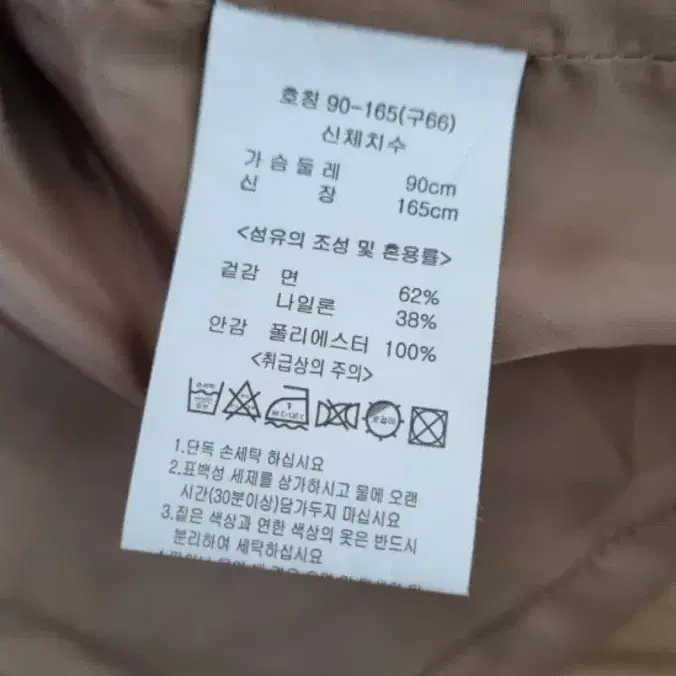 호칭 90-165(구66)
신체치수
가슴둘레 90cm
신 장 165cm
<섬유의 조성 및 혼용률>
겉감 면 62%
나일론 38%
안감 폴리에스터 100%
<취급상의 주의>
1.단독 손세탁 하십시요
2.표백성 세제를 삼가하시고 물에 오랜
시간(30분이상)담가두지 마십시요
3.짙은 색상과 연한 색상의 옷은 반드시
분리하여 세탁하십시요